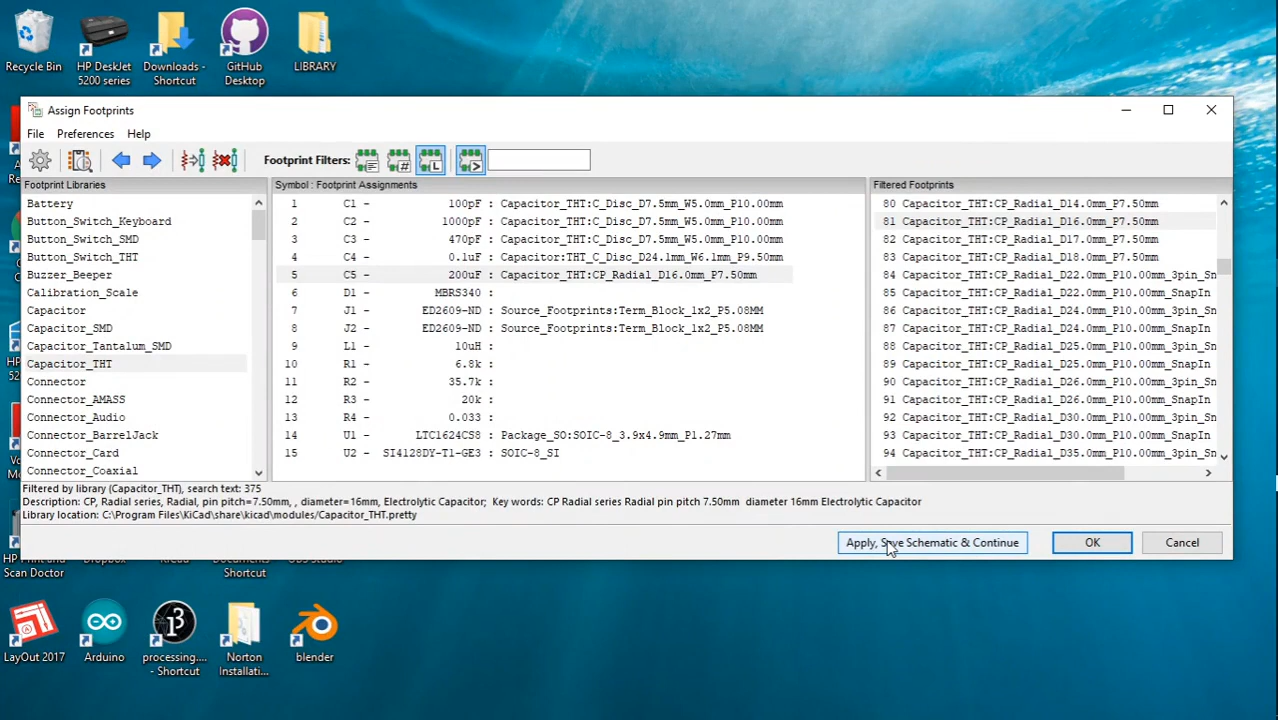 Recycle Bin
HP DeskJet
5200 series
Downloads -
Shortcut
GitHub
Desktop
LIBRARY
Assign Footprints
File Preferences Help
Footprint Filters:
Footprint Libraries
Battery
Button_Switch_Keyboard
Button_Switch_SMD
Button_Switch_THT
Buzzer_Beeper
Calibration_Scale
Capacitor
Capacitor_SMD
Capacitor_Tantalum_SMD
Capacitor_THT
Connector
Connector_AMASS
Connector_Audio
Connector_BarrelJack
Connector_Card
Connector_Coaxial
Symbol : Footprint Assignments
1 C1 - 100pF : Capacitor_THT:C_Disc_D7.5mm_W5.0mm_P10.00mm
2 C2 - 1000pF : Capacitor_THT:C_Disc_D7.5mm_W5.0mm_P10.00mm
3 C3 - 470pF : Capacitor_THT:C_Disc_D7.5mm_W5.0mm_P10.00mm
4 C4 - 0.1uF : Capacitor_THT:C_Disc_D24.1mm_W6.1mm_P9.50mm
5 C5 - 200uF : Capacitor_THT:CP_Radial_D16.0mm_P7.50mm
6 D1 - MBRS340 :
7 J1 - ED2609-ND : Source_Footprints:Term_Block_1x2_P5.08MM
8 J2 - ED2609-ND : Source_Footprints:Term_Block_1x2_P5.08MM
9 L1 - 10uH :
10 R1 - 6.8k :
11 R2 - 35.7k :
12 R3 - 20k :
13 R4 - 0.033 :
14 U1 - LTC1624CS8 : Package_SO:SOIC-8_3.9x4.9mm_P1.27mm
15 U2 - SI4128DY-T1-GE3 : SOIC-8_SI
Filtered Footprints
80 Capacitor_THT:CP_Radial_D14.0mm_P7.50mm
81 Capacitor_THT:CP_Radial_D16.0mm_P7.50mm
82 Capacitor_THT:CP_Radial_D17.0mm_P7.50mm
83 Capacitor_THT:CP_Radial_D18.0mm_P7.50mm
84 Capacitor_THT:CP_Radial_D22.0mm_P10.00mm_3pin_Sn
85 Capacitor_THT:CP_Radial_D22.0mm_P10.00mm_SnapIn
86 Capacitor_THT:CP_Radial_D24.0mm_P10.00mm_3pin_Sn
87 Capacitor_THT:CP_Radial_D24.0mm_P10.00mm_SnapIn
88 Capacitor_THT:CP_Radial_D25.0mm_P10.00mm_3pin_Sn
89 Capacitor_THT:CP_Radial_D25.0mm_P10.00mm_SnapIn
90 Capacitor_THT:CP_Radial_D26.0mm_P10.00mm_3pin_Sn
91 Capacitor_THT:CP_Radial_D26.0mm_P10.00mm_SnapIn
92 Capacitor_THT:CP_Radial_D30.0mm_P10.00mm_3pin_Sn
93 Capacitor_THT:CP_Radial_D30.0mm_P10.00mm_SnapIn
94 Capacitor_THT:CP_Radial_D35.0mm_P10.00mm_3pin_Sn
Filtered by library (Capacitor_THT), search text: 375
Description: CP, Radial series, Radial, pin pitch=7.50mm, , diameter=16mm, Electrolytic Capacitor; Key words: CP Radial series Radial pin pitch 7.50mm diameter 16mm Electrolytic Capacitor
Library location: C:\Program Files\KiCad\share\kicad\modules/Capacitor_THT.pretty
Apply, Save Schematic & Continue
OK
Cancel
HP Print and
Scan Doctor
Dropbox
KiCad
Documents
Shortcut
OBS Studio
LayOut 2017
Arduino
processing....
- Shortcut
Norton
Installati...
blender